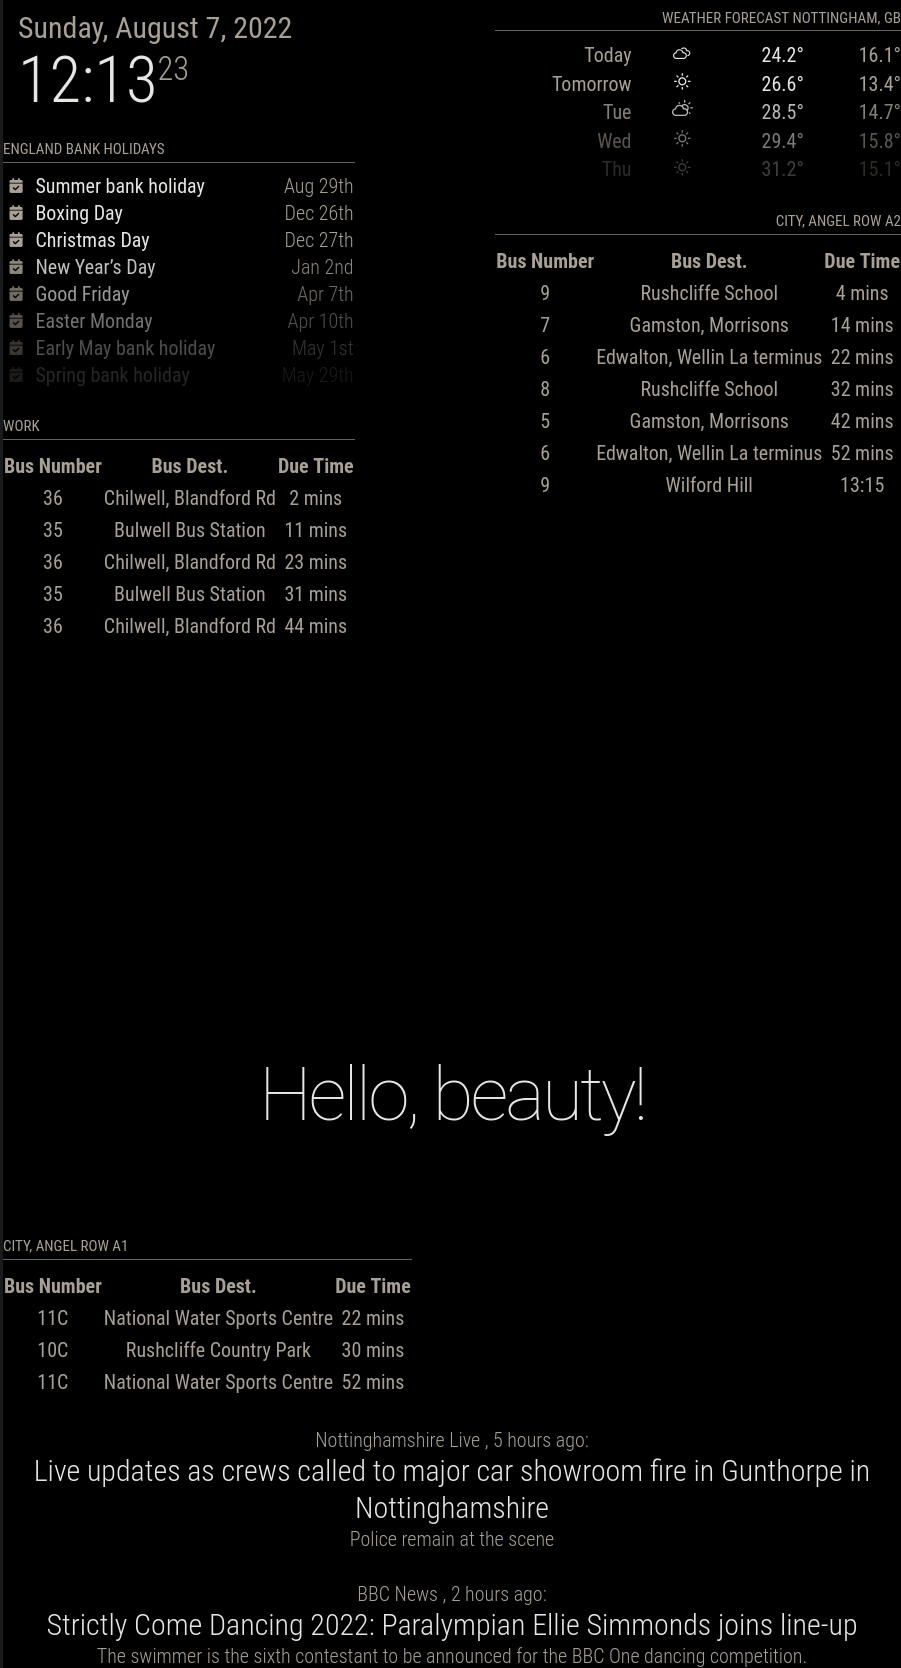 Sunday, August 7, 2022
12:13 23
ENGLAND BANK HOLIDAYS
Summer bank holiday Aug 29th
Boxing Day Dec 26th
Christmas Day Dec 27th
New Year’s Day Jan 2nd
Good Friday Apr 7th
Easter Monday Apr 10th
Early May bank holiday May 1st
Spring bank holiday May 29th
WORK
Bus Number Bus Dest. Due Time
36 Chilwell, Blandford Rd 2 mins
35 Bulwell Bus Station 11 mins
36 Chilwell, Blandford Rd 23 mins
35 Bulwell Bus Station 31 mins
36 Chilwell, Blandford Rd 44 mins
WEATHER FORECAST NOTTINGHAM, GB
Today 24.2° 16.1°
Tomorrow 26.6° 13.4°
Tue 28.5° 14.7°
Wed 29.4° 15.8°
Thu 31.2° 15.1°
CITY, ANGEL ROW A2
Bus Number Bus Dest. Due Time
9 Rushcliffe School 4 mins
7 Gamston, Morrisons 14 mins
6 Edwalton, Wellin La terminus 22 mins
8 Rushcliffe School 32 mins
5 Gamston, Morrisons 42 mins
6 Edwalton, Wellin La terminus 52 mins
9 Wilford Hill 13:15
Hello, beauty!
CITY, ANGEL ROW A1
Bus Number Bus Dest. Due Time
11C National Water Sports Centre 22 mins
10C Rushcliffe Country Park 30 mins
11C National Water Sports Centre 52 mins
Nottinghamshire Live , 5 hours ago:
Live updates as crews called to major car showroom fire in Gunthorpe in
Nottinghamshire
Police remain at the scene
BBC News , 2 hours ago:
Strictly Come Dancing 2022: Paralympian Ellie Simmonds joins line-up
The swimmer is the sixth contestant to be announced for the BBC One dancing competition.